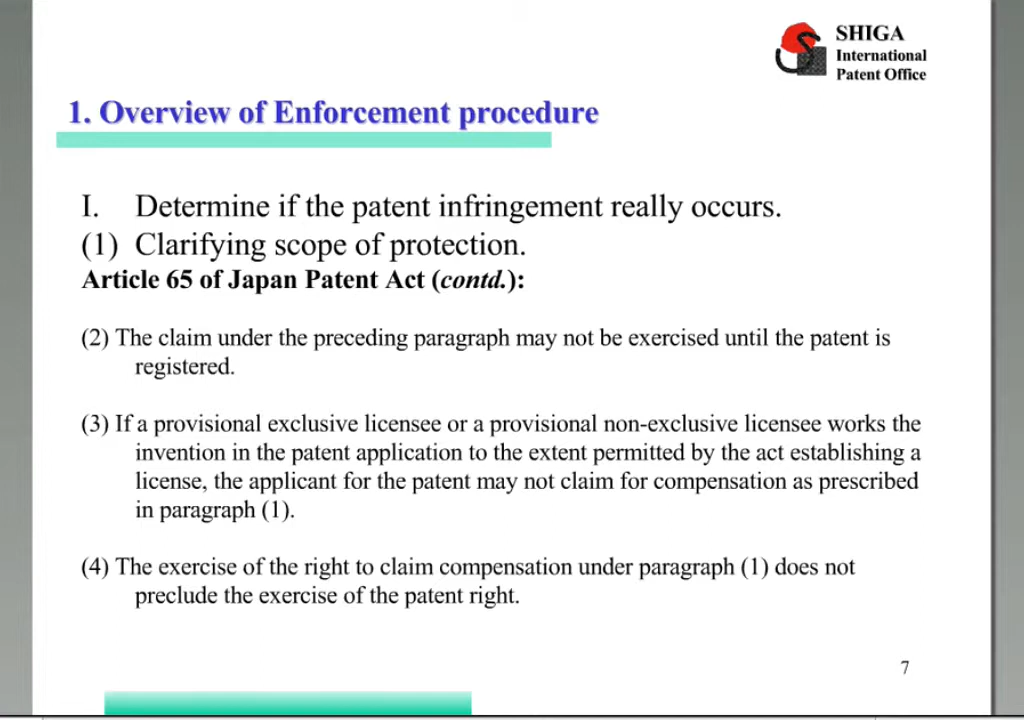 SHIGA
International
Patent Office
1. Overview of Enforcement procedure
I. Determine if the patent infringement really occurs.
(1) Clarifying scope of protection.
Article 65 of Japan Patent Act (contd.):
(2) The claim under the preceding paragraph may not be exercised until the patent is
registered.
(3) If a provisional exclusive licensee or a provisional non-exclusive licensee works the
invention in the patent application to the extent permitted by the act establishing a
license, the applicant for the patent may not claim for compensation as prescribed
in paragraph (1).
(4) The exercise of the right to claim compensation under paragraph (1) does not
preclude the exercise of the patent right.
7